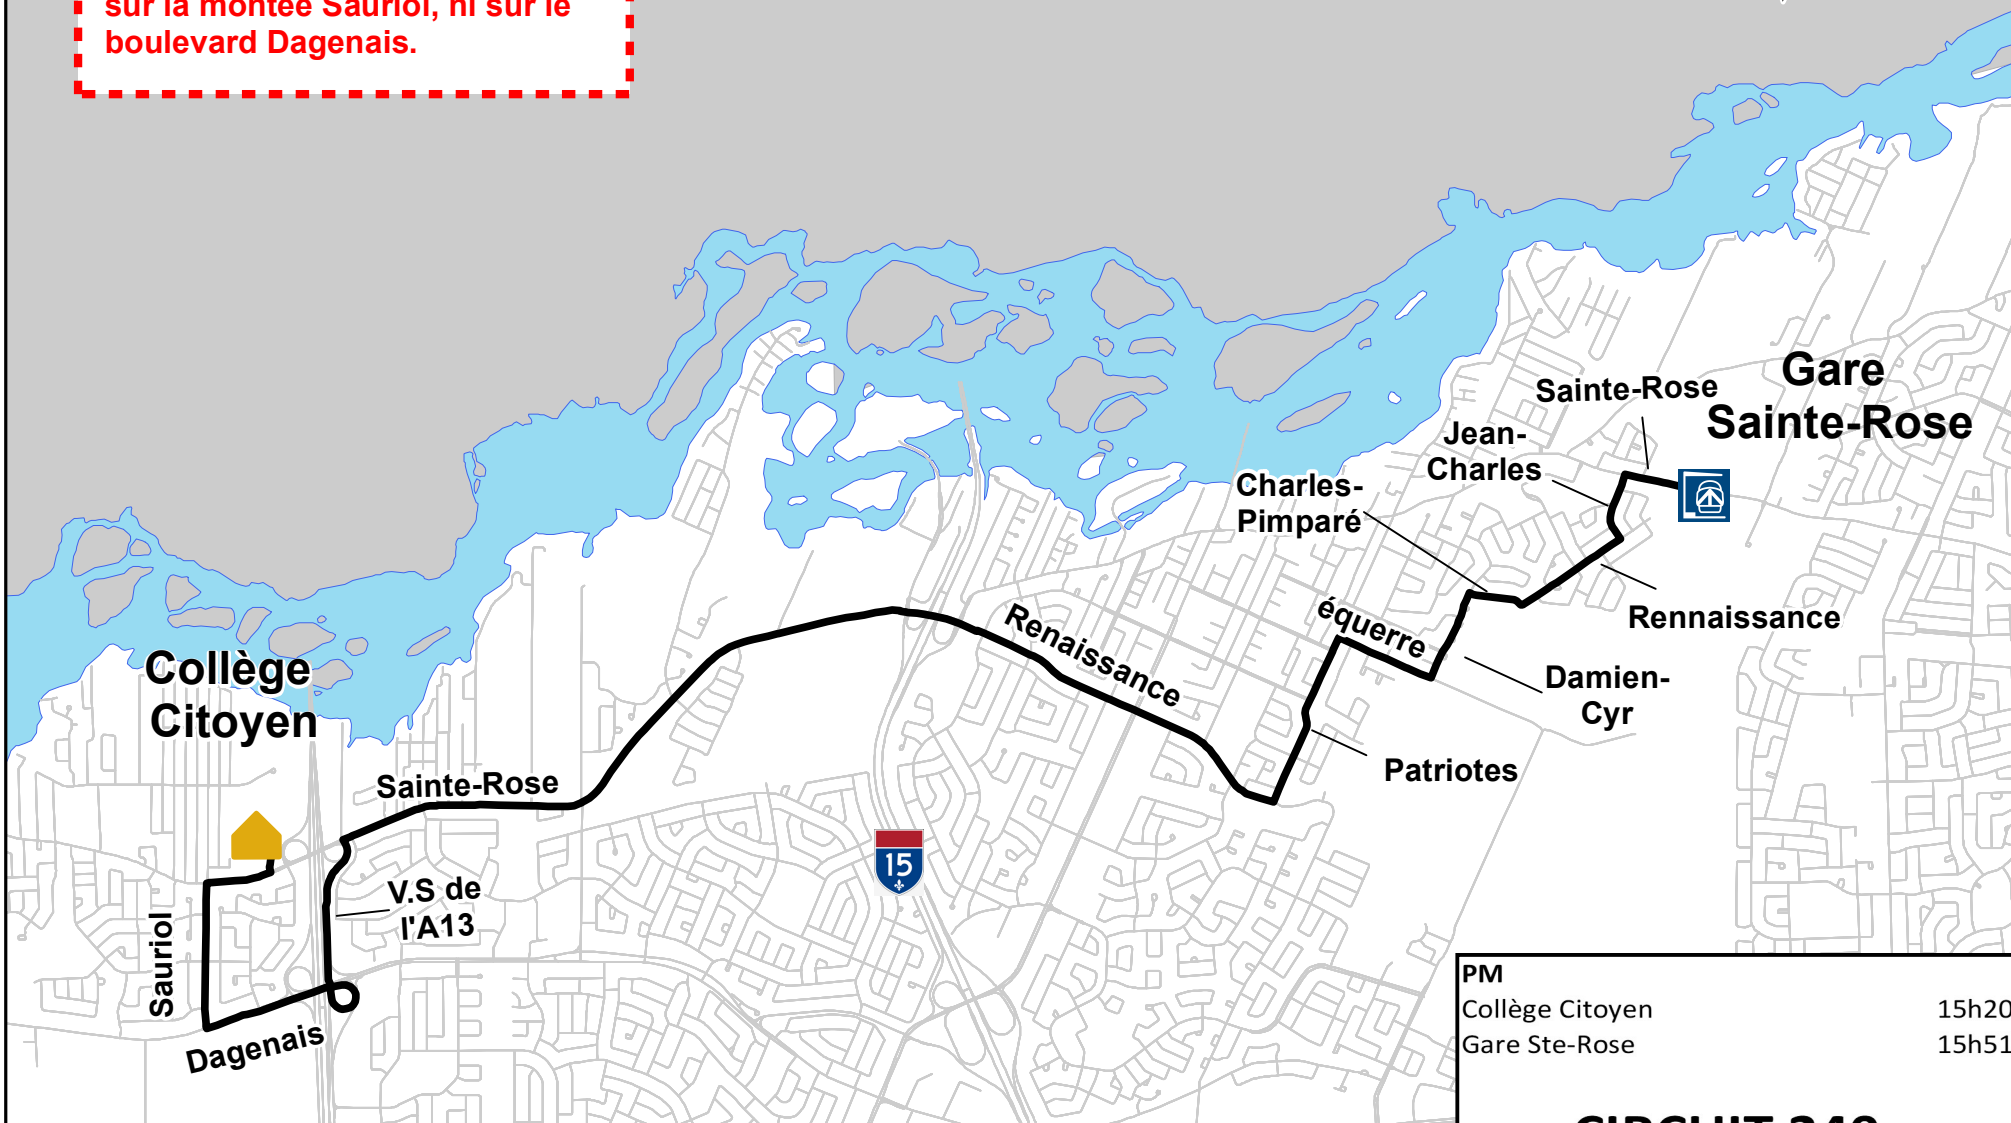 sur la montée Sauriol, ni sur le
boulevard Dagenais.
Gare
Sainte-Rose
Sainte-Rose
Jean-
Charles
Charles-
Pimparé
équerre
Rennaissance
Renaissance
Damien-
Cyr
Patriotes
Collège
Citoyen
Sainte-Rose
15
V.S de
l'A13
Sauriol
Dagenais
PM
Collège Citoyen 15h20
Gare Ste-Rose 15h51